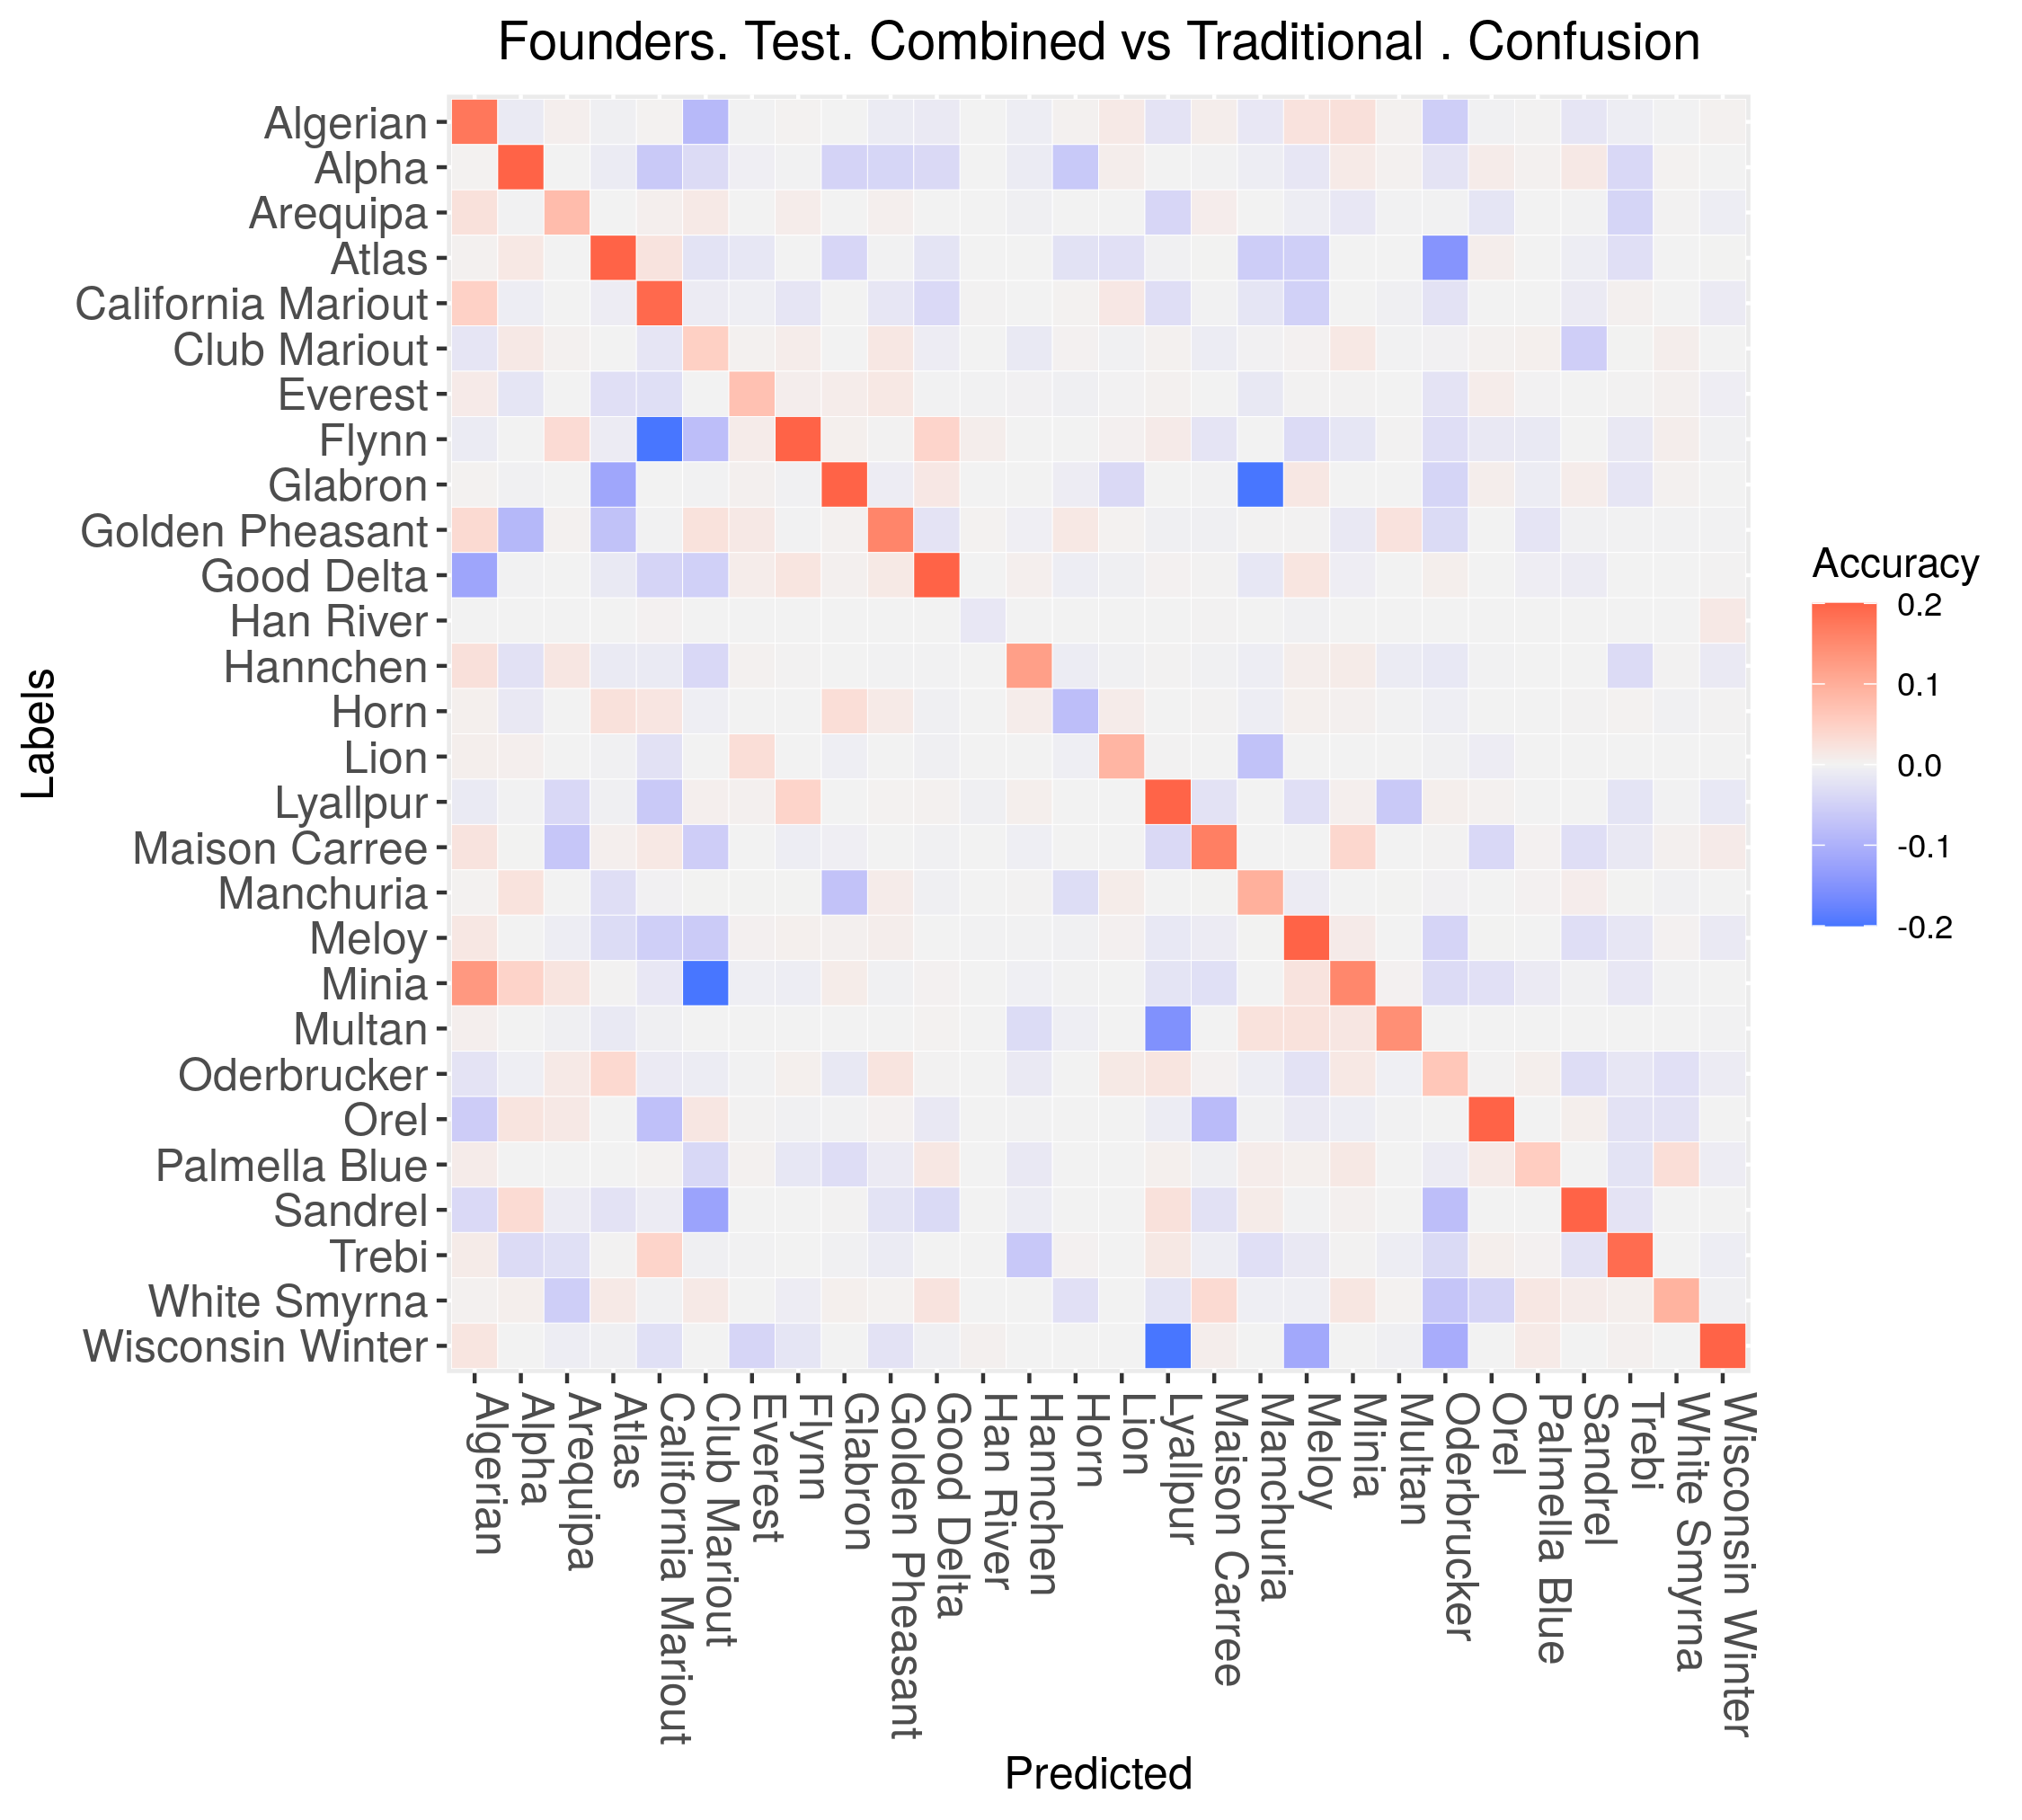 Founders. Test. Combined vs Traditional . Confusion
Labels
Algerian
Alpha
Arequipa
Atlas
California Mariout
Club Mariout
Everest
Flynn
Glabron
Golden Pheasant
Good Delta
Han River
Hannchen
Horn
Lion
Lyallpur
Maison Carree
Manchuria
Meloy
Minia
Multan
Oderbrucker
Orel
Palmella Blue
Sandrel
Trebi
White Smyrna
Wisconsin Winter
Algerian
Alpha
Arequipa
Atlas
California Mariout
Club Mariout
Everest
Flynn
Glabron
Golden Pheasant
Good Delta
Han River
Hannchen
Horn
Lion
Lyallpur
Maison Carree
Manchuria
Meloy
Minia
Multan
Oderbrucker
Orel
Palmella Blue
Sandrel
Trebi
White Smyrna
Wisconsin Winter
Predicted
Accuracy
0.2
0.1
0.0
-0.1
-0.2